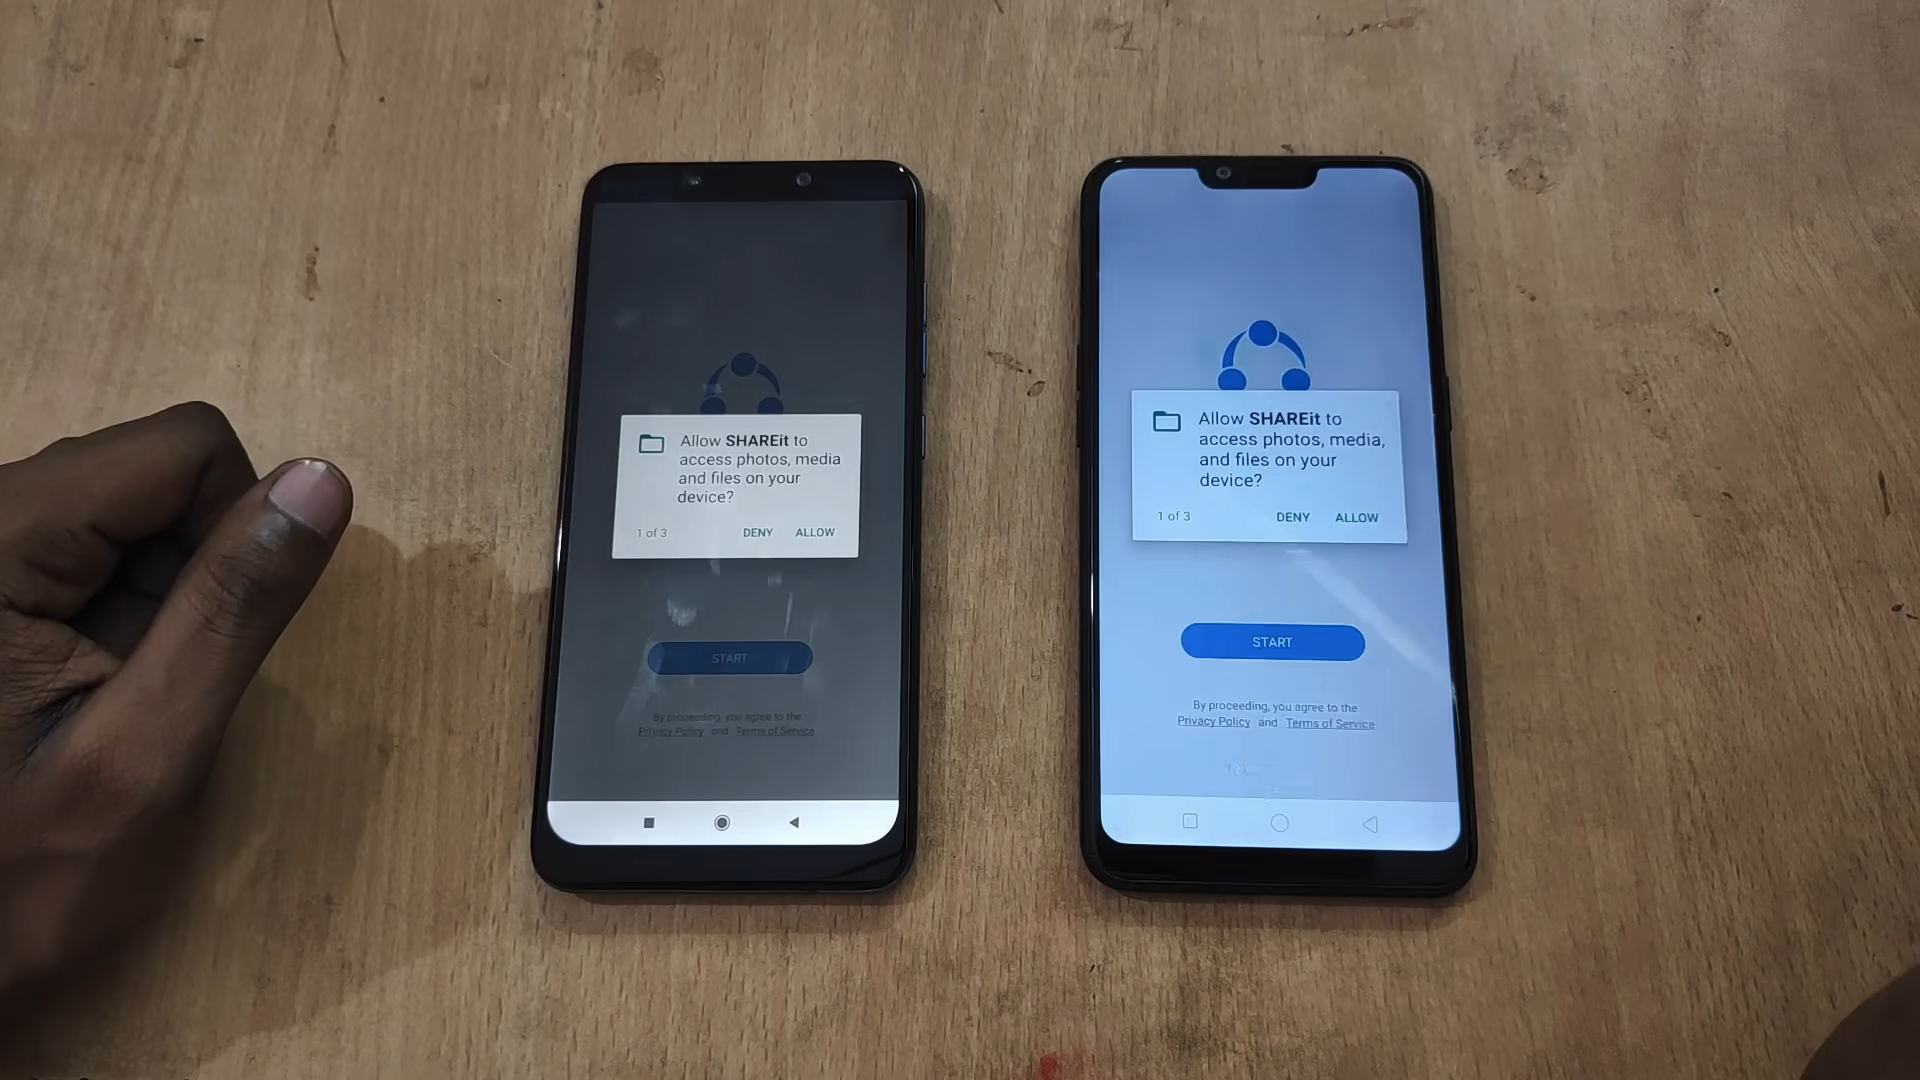 Allow SHAREit to
access photos, media
and files on your
device?
1 of 3 DENY ALLOW
START
By proceeding, you agree to the
Privacy Policy and Terms of Service
Allow SHAREit to
access photos, media,
and files on your
device?
1 of 3 DENY ALLOW
START
By proceeding, you agree to the
Privacy Policy and Terms of Service